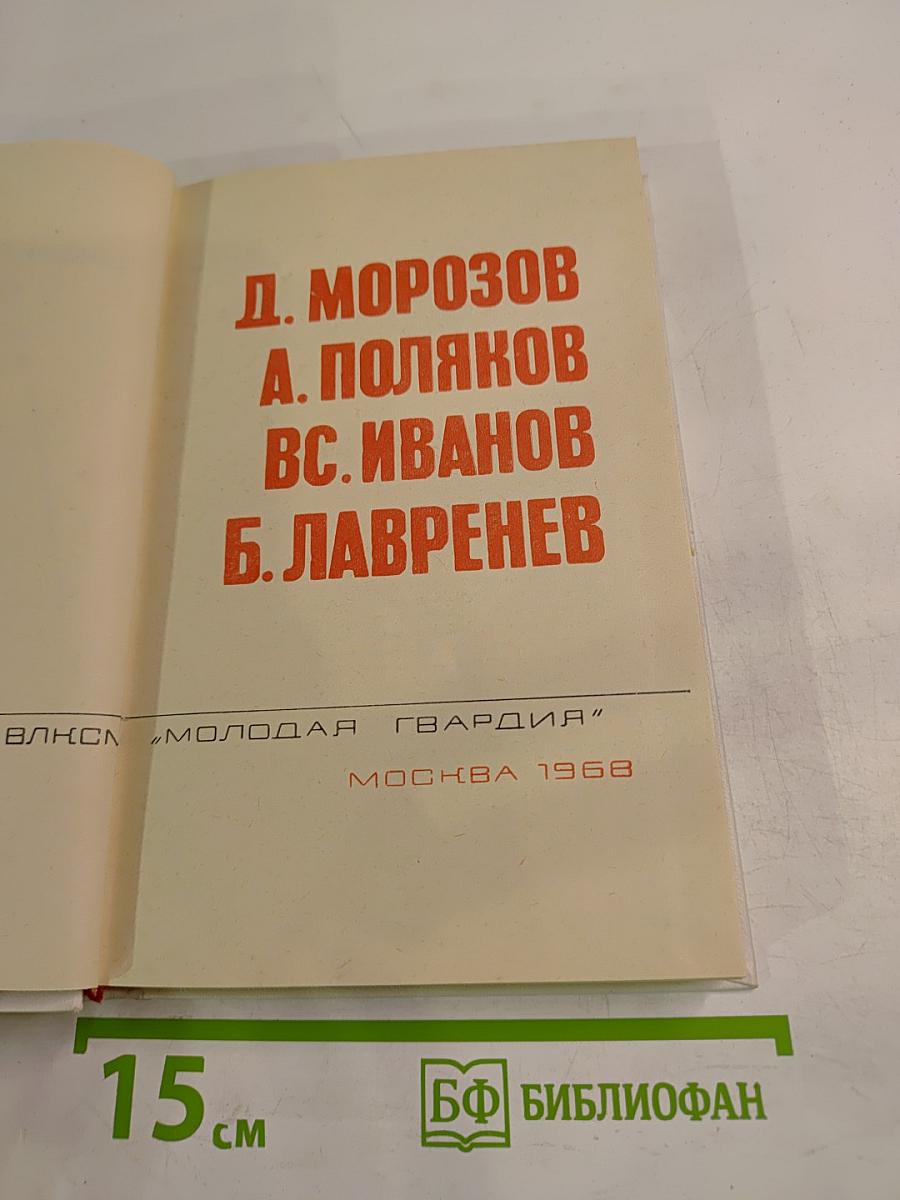 Д. МОРОЗОВ
А. ПОЛЯКОВ
ВС. ИВАНОВ
Б. ЛАВРЕНЕВ
ВЛКСМ „МОЛОДАЯ ГВАРДИЯ“
МОСКВА 1968
15 см
БФ БИБЛИОФАН